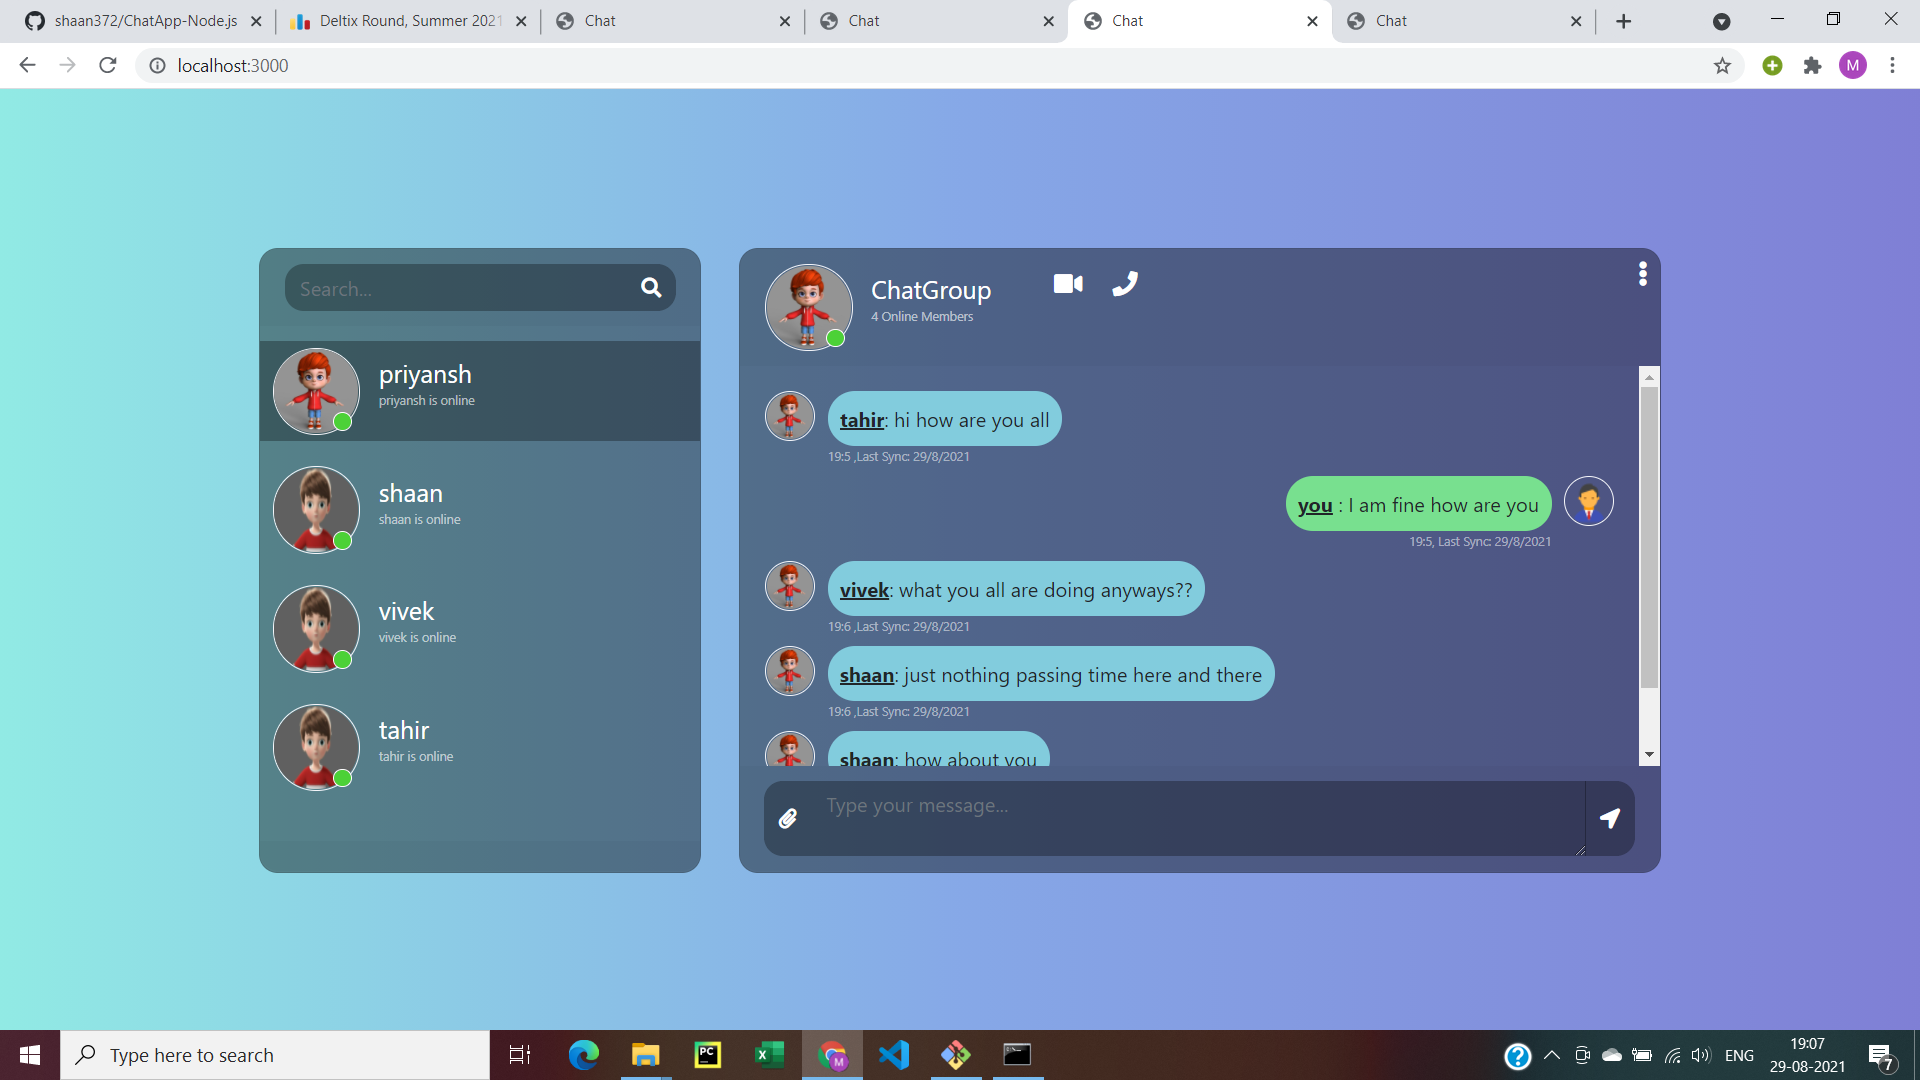 shaan372/ChatApp-Node.js
Deltix Round, Summer 2021
Chat
Chat
Chat
Chat
localhost:3000
M
Search...
priyansh
priyansh is online
shaan
shaan is online
vivek
vivek is online
tahir
tahir is online
ChatGroup
4 Online Members
tahir: hi how are you all
19:5 ,Last Sync: 29/8/2021
you : I am fine how are you
19:5, Last Sync: 29/8/2021
vivek: what you all are doing anyways??
19:6 ,Last Sync: 29/8/2021
shaan: just nothing passing time here and there
19:6 ,Last Sync: 29/8/2021
shaan: how about you
Type your message...
Type here to search
PC
M
ENG
19:07
29-08-2021
7